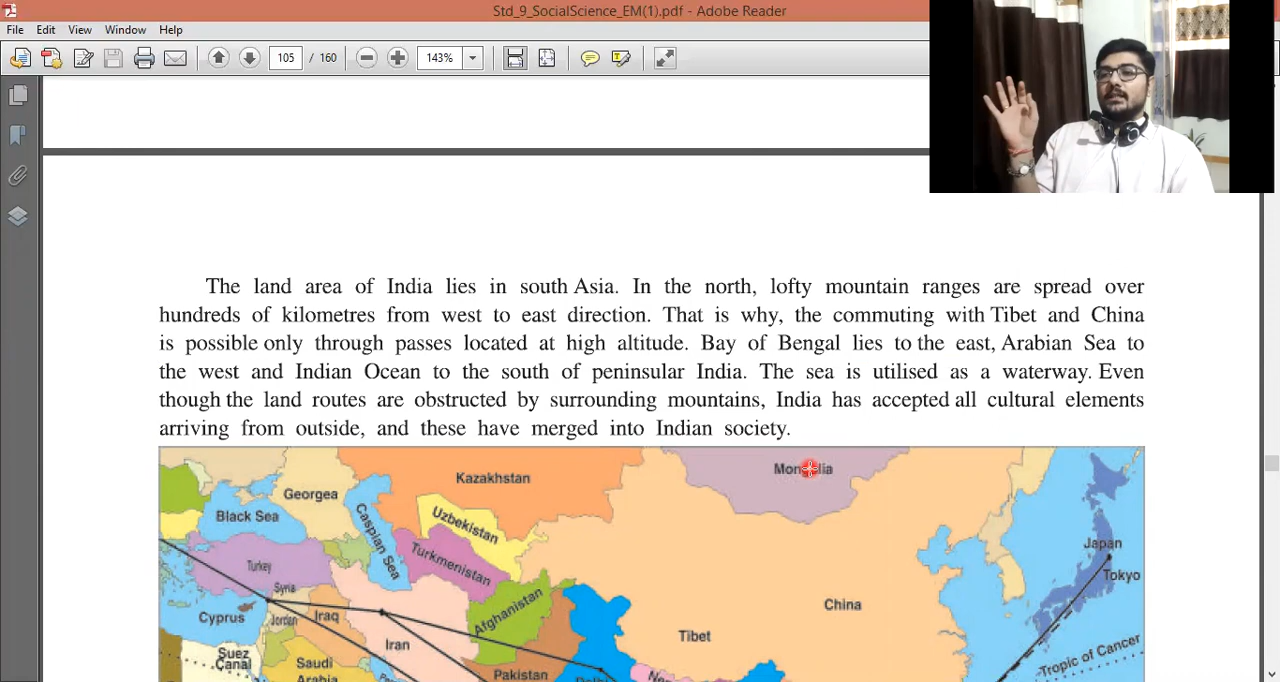 Std_9_SocialScience_EM(1).pdf - Adobe Reader
File Edit View Window Help
105 / 160 143%
The land area of India lies in south Asia. In the north, lofty mountain ranges are spread over
hundreds of kilometres from west to east direction. That is why, the commuting with Tibet and China
is possible only through passes located at high altitude. Bay of Bengal lies to the east, Arabian Sea to
the west and Indian Ocean to the south of peninsular India. The sea is utilised as a waterway. Even
though the land routes are obstructed by surrounding mountains, India has accepted all cultural elements
arriving from outside, and these have merged into Indian society.
Kazakhstan
Georgea
Black Sea
Caspian Sea
Uzbekistan
Turkmenistan
Turkey
Syria
Cyprus
Jordan
Iraq
Iran
Afghanistan
Suez
Canal
Saudi
Arabia
Pakistan
Tibet
China
Japan
Tokyo
Tropic of Cancer